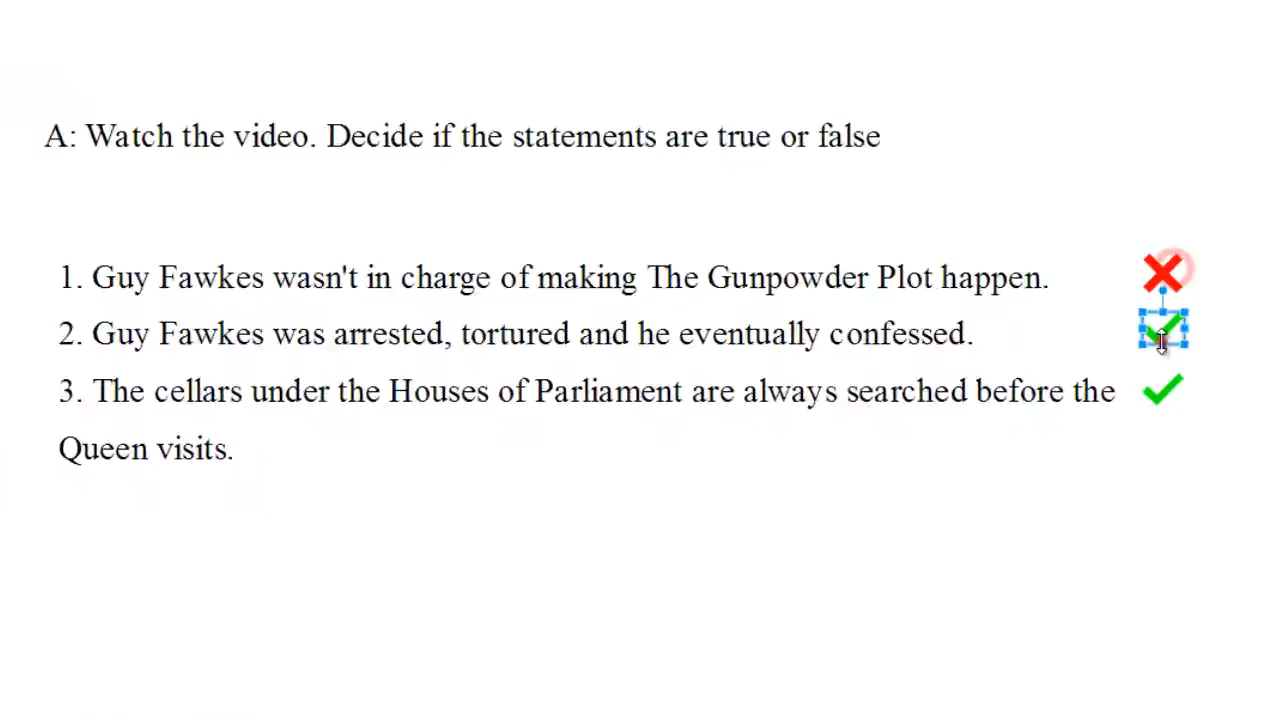 A: Watch the video. Decide if the statements are true or false
1. Guy Fawkes wasn't in charge of making The Gunpowder Plot happen.
2. Guy Fawkes was arrested, tortured and he eventually confessed.
3. The cellars under the Houses of Parliament are always searched before the
Queen visits.